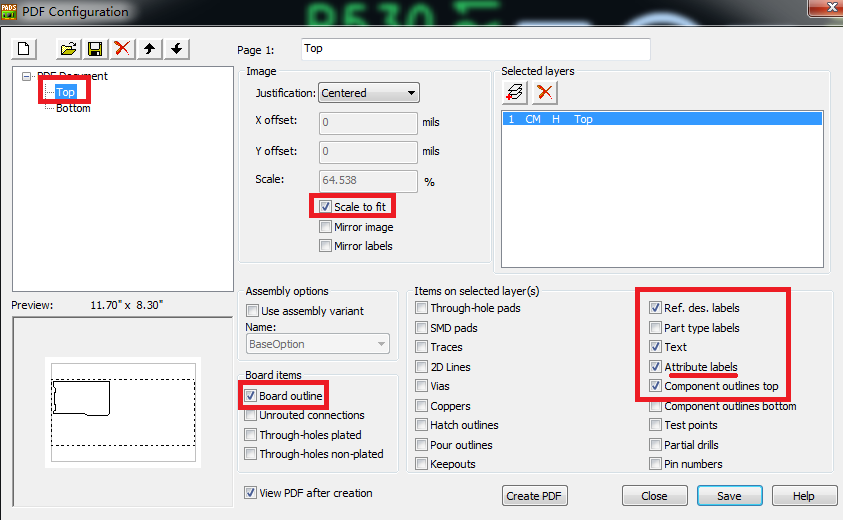 PADS
PDF Configuration
R530
Page 1:
Top
PDF Document
Top
Bottom
Image
Justification:
Centered
X offset:
0
mils
Y offset:
0
mils
Scale:
64.538
%
Scale to fit
Mirror image
Mirror labels
Selected layers
1 CM H Top
Preview: 11.70" x 8.30"
Assembly options
Use assembly variant
Name:
BaseOption
Board items
Board outline
Unrouted connections
Through-holes plated
Through-holes non-plated
Items on selected layer(s)
Through-hole pads
SMD pads
Traces
2D Lines
Vias
Coppers
Hatch outlines
Pour outlines
Keepouts
Ref. des. labels
Part type labels
Text
Attribute labels
Component outlines top
Component outlines bottom
Test points
Partial drills
Pin numbers
View PDF after creation
Create PDF
Close
Save
Help